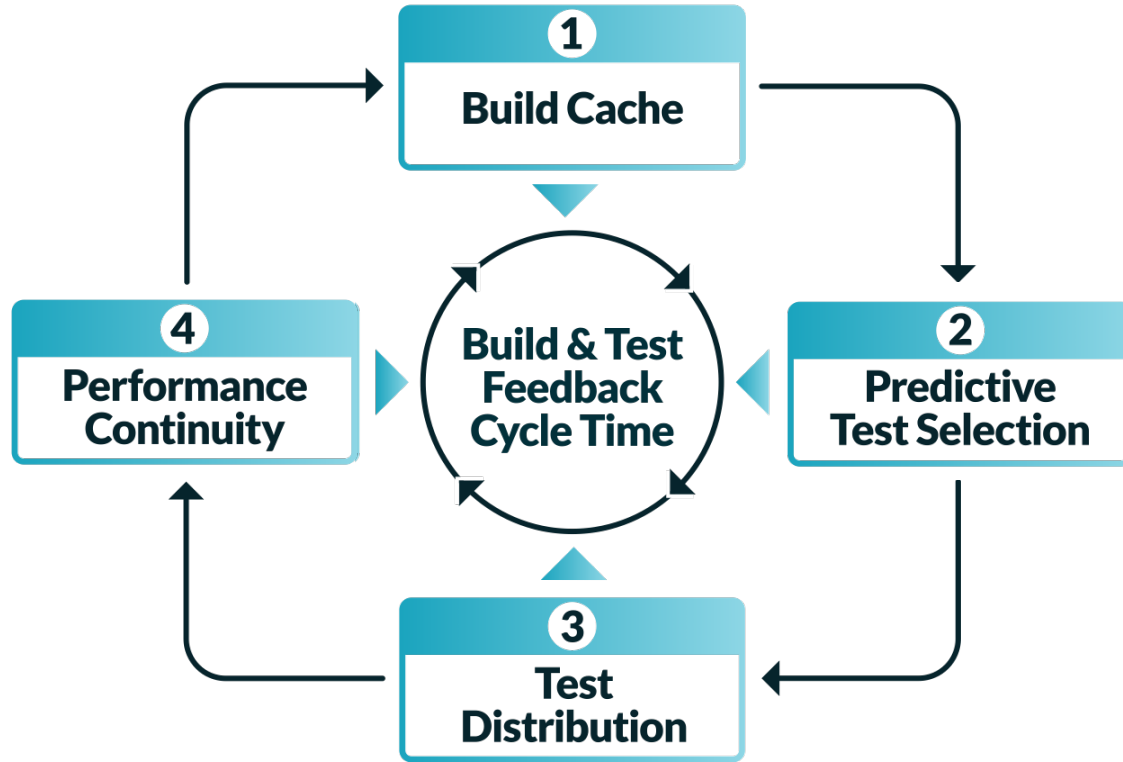 1
Build Cache
2
Predictive
Test Selection
3
Test
Distribution
4
Performance
Continuity
Build & Test
Feedback
Cycle Time